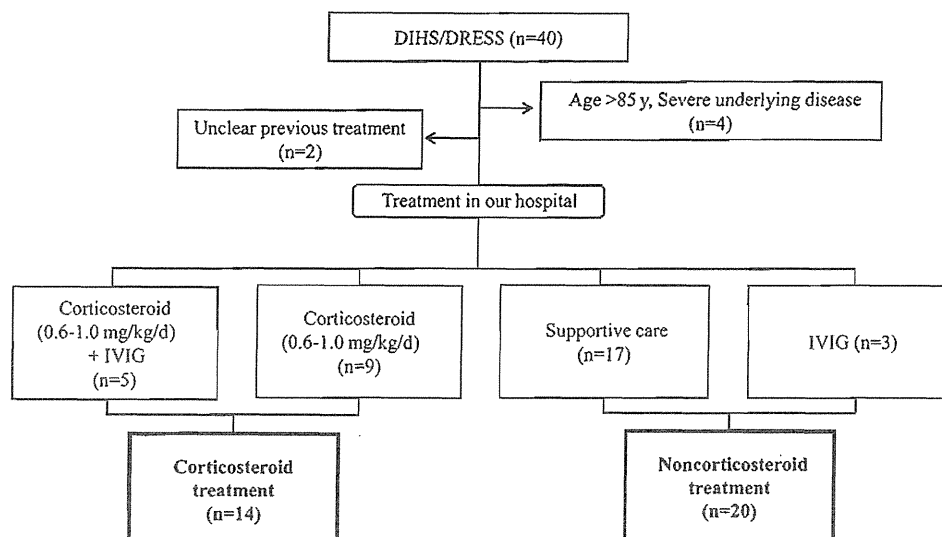 DIHS/DRESS (n=40)
Age >85 y, Severe underlying disease
(n=4)
Unclear previous treatment
(n=2)
Treatment in our hospital
Corticosteroid
(0.6-1.0 mg/kg/d)
+ IVIG
(n=5)
Corticosteroid
(0.6-1.0 mg/kg/d)
(n=9)
Supportive care
(n=17)
IVIG (n=3)
Corticosteroid
treatment
(n=14)
Noncorticosteroid
treatment
(n=20)